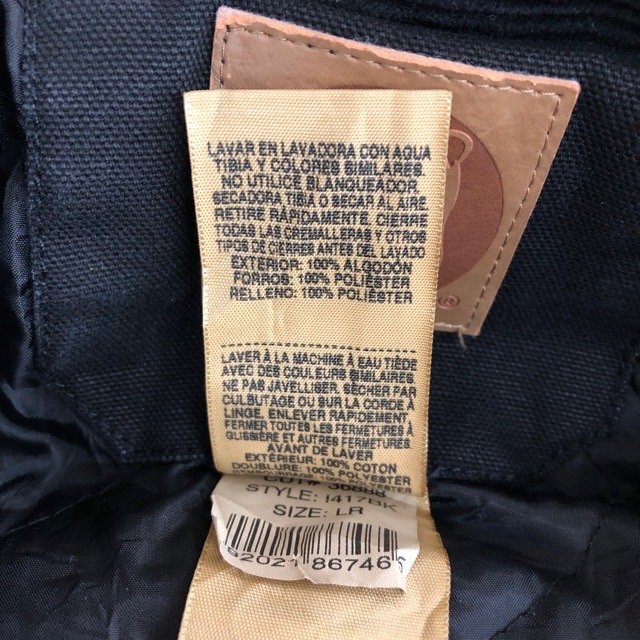 LAVAR EN LAVADORA CON AGUA
TIBIA Y COLORES SIMILARES.
NO UTILICE BLANQUEADOR.
SECADORA TIBIA O SECAR AL AIRE
RETIRE RÁPIDAMENTE, CIERRE
TODAS LAS CREMALLERAS Y OTROS
TIPOS DE CIERRES ANTES DEL LAVADO
EXTERIOR: 100% ALGODÓN
FORROS: 100% POLIÉSTER
RELLENO: 100% POLIÉSTER
LAVER À LA MACHINE À EAU TIÈDE
AVEC DES COULEURS SIMILAIRES
NE PAS JAVELLISER. SÉCHER PAR
CULBUTAGE OU SUR LA CORDE À
LINGE, ENLEVER RAPIDEMENT
FERMER TOUTES LES FERMETURES À
GLISSIÈRE ET AUTRES FERMETURES
AVANT DE LAVER
EXTÉRIEUR: 100% COTON
DOUBLURE: 100% POLYESTER
STYLE: I417BK
SIZE: LR
82021 86746
®